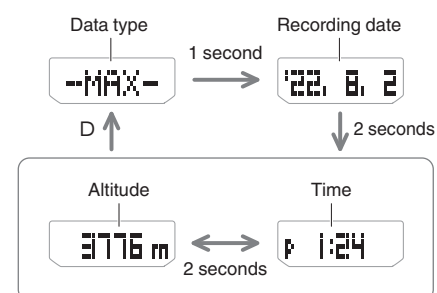 Data type
Recording date
1 second
--MAX-
'22. 8. 2
D
2 seconds
Altitude
Time
3776 m
2 seconds
P 1:24